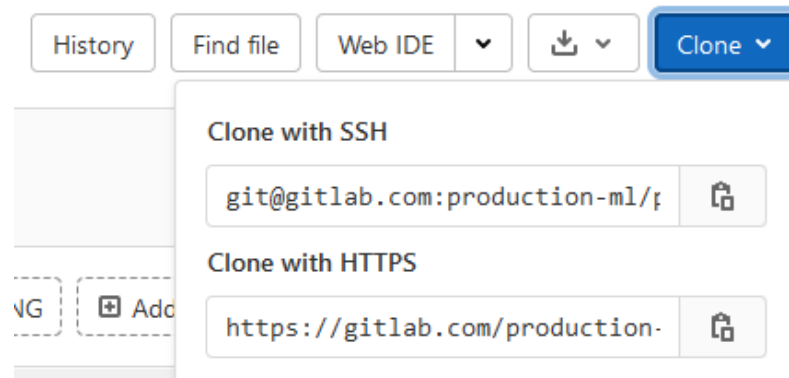 History Find file Web IDE Clone
Clone with SSH
git@gitlab.com:production-ml/
Clone with HTTPS
https://gitlab.com/production-
NG Add